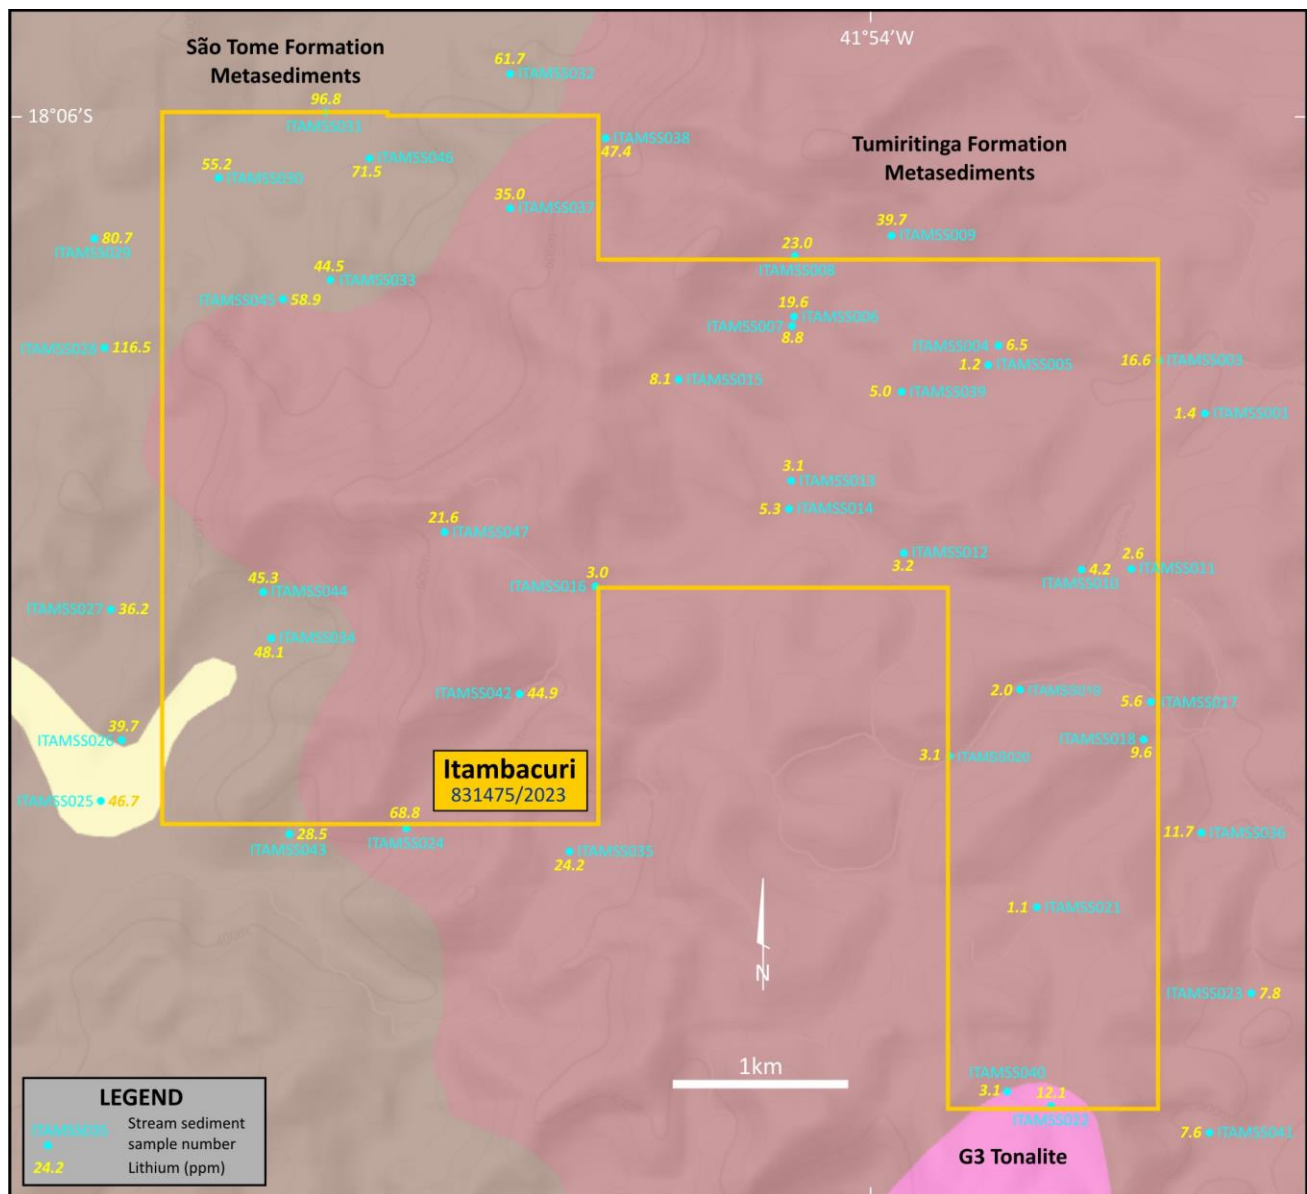 41°54’W
São Tome Formation
Metasediments
61.7
ITAMSS032
96.8
18°06’S
ITAMSS031
ITAMSS038
47.4
Tumiritinga Formation
Metasediments
55.2
ITAMSS046
71.5
ITAMSS030
35.0
ITAMSS037
39.7
ITAMSS009
80.7
ITAMSS029
23.0
ITAMSS008
44.5
ITAMSS033
ITAMSS045 58.9
19.6
ITAMSS006
ITAMSS007
8.8
ITAMSS028 116.5
ITAMSS004 6.5
1.2 ITAMSS005
16.6 ITAMSS003
8.1 ITAMSS015
5.0 ITAMSS039
1.4 ITAMSS001
3.1
ITAMSS013
5.3 ITAMSS014
21.6
ITAMSS047
ITAMSS012
3.2
2.6
4.2 ITAMSS011
ITAMSS010
3.0
ITAMSS016
45.3
ITAMSS044
ITAMSS027 36.2
ITAMSS034
48.1
ITAMSS042 44.9
2.0 ITAMSS019
5.6 ITAMSS017
39.7
ITAMSS026
ITAMSS018
9.6
3.1 ITAMSS020
Itambacuri
831475/2023
ITAMSS025 46.7
68.8
28.5
ITAMSS043
ITAMSS024
ITAMSS035
24.2
11.7 ITAMSS036
1.1 ITAMSS021
N
ITAMSS023 7.8
1km
ITAMSS040
3.1
12.1
ITAMSS022
7.6 ITAMSS041
G3 Tonalite
LEGEND
ITAMSS035
Stream sediment
sample number
24.2
Lithium (ppm)